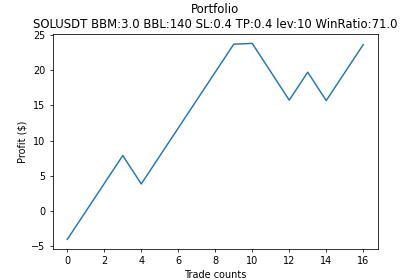 Portfolio
SOLUSDT BBM:3.0 BBL:140 SL:0.4 TP:0.4 lev:10 WinRatio:71.0
25
20
15
10
5
0
−5
Profit ($)
0 2 4 6 8 10 12 14 16
Trade counts